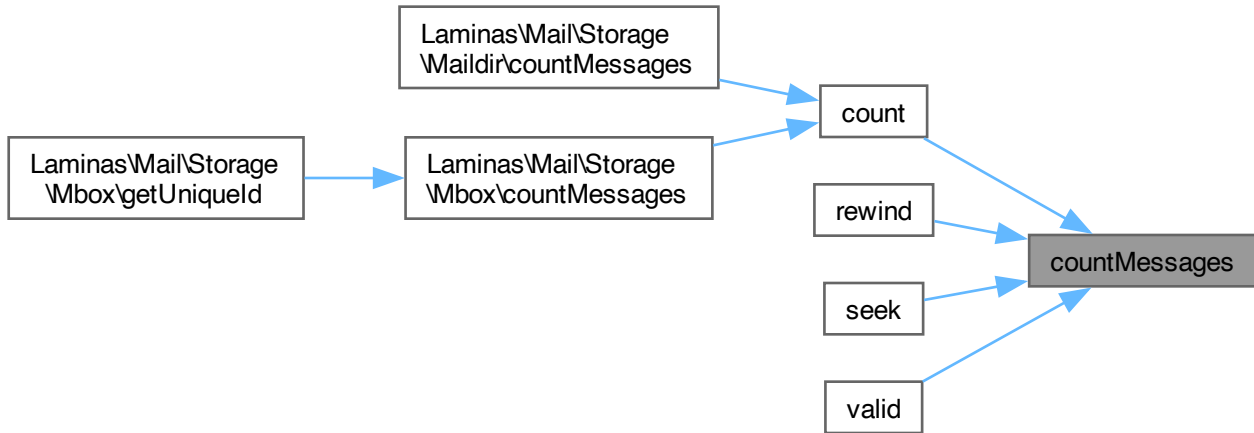 Laminas\Mail\Storage
\Maildir\countMessages
count
Laminas\Mail\Storage
\Mbox\getUniqueId
Laminas\Mail\Storage
\Mbox\countMessages
rewind
countMessages
seek
valid